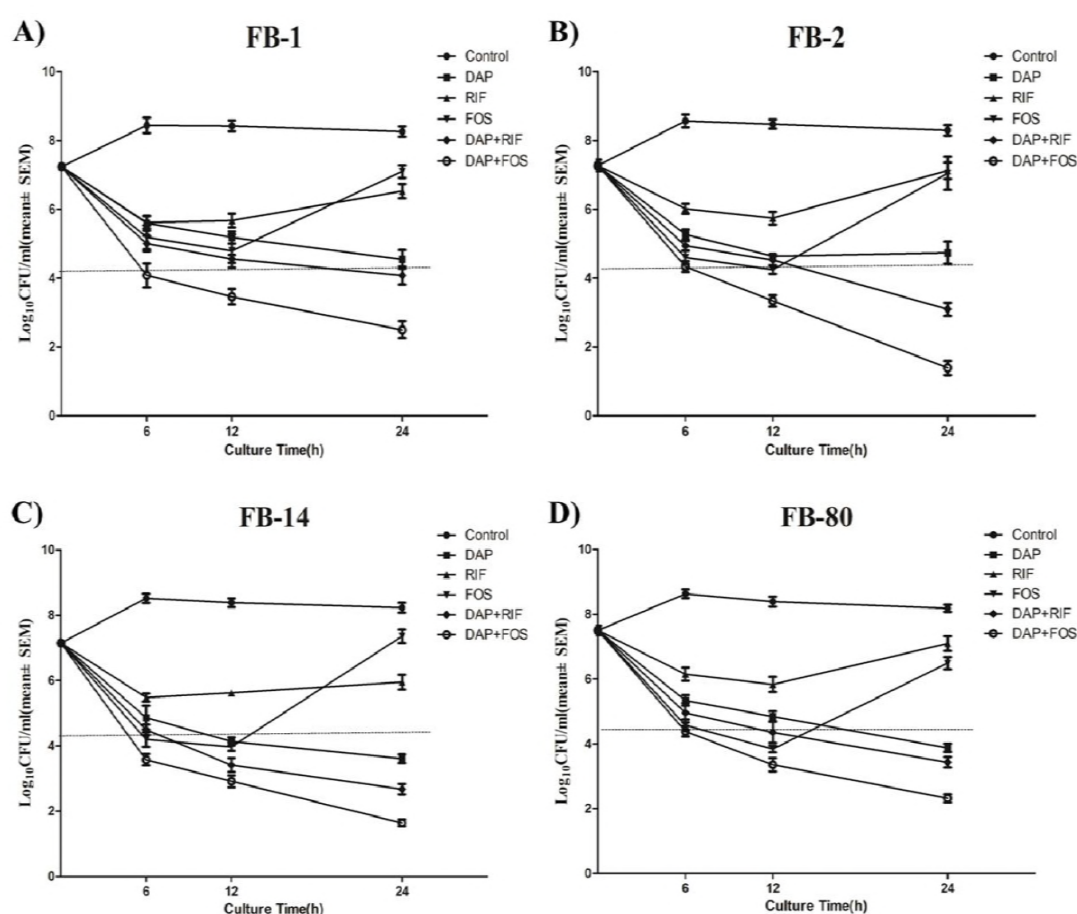 A)
FB-1
Control
DAP
RIF
FOS
DAP+RIF
DAP+FOS
Log10CFU/ml(mean± SEM)
10
8
6
4
2
0
6
12
24
Culture Time(h)
B)
FB-2
Control
DAP
RIF
FOS
DAP+RIF
DAP+FOS
Log10CFU/ml(mean± SEM)
10
8
6
4
2
0
6
12
24
Culture Time(h)
C)
FB-14
Control
DAP
RIF
FOS
DAP+RIF
DAP+FOS
Log10CFU/ml(mean± SEM)
10
8
6
4
2
0
6
12
24
Culture Time(h)
D)
FB-80
Control
DAP
RIF
FOS
DAP+RIF
DAP+FOS
Log10CFU/ml(mean± SEM)
10
8
6
4
2
0
6
12
24
Culture Time(h)